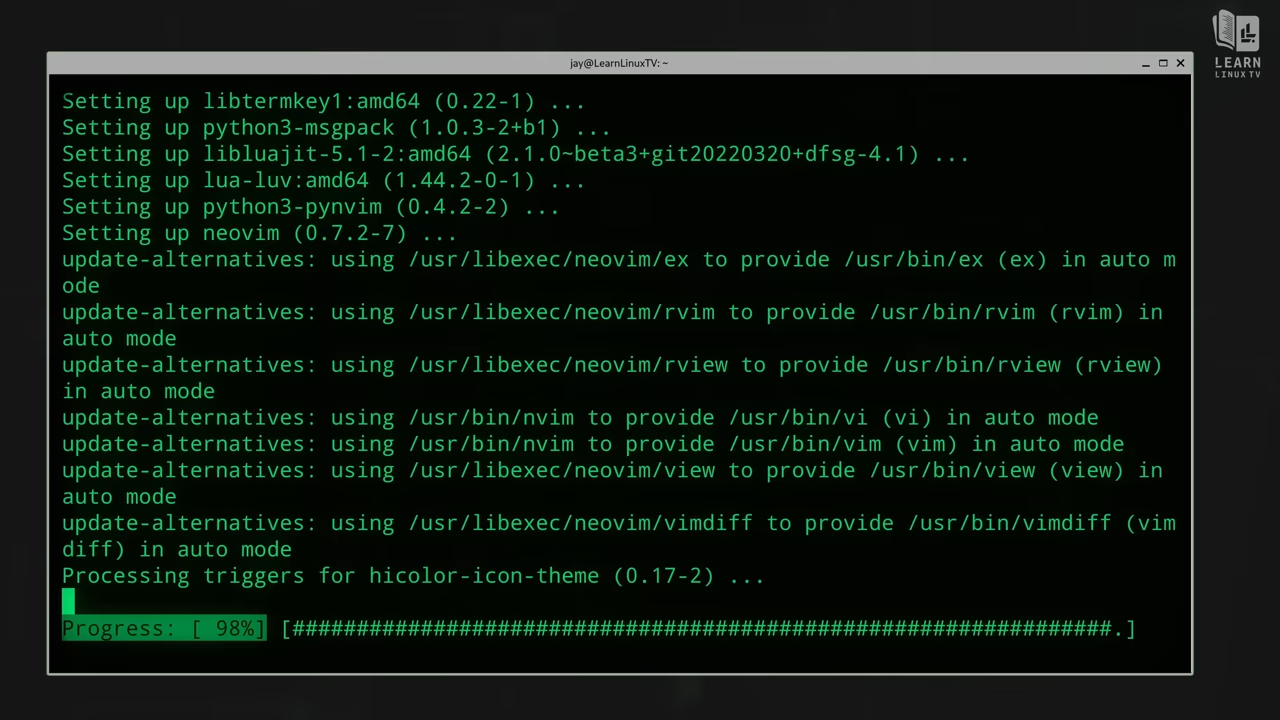 LEARN
LINUX TV
jay@LearnLinuxTV: ~
Setting up libtermkey1:amd64 (0.22-1) ...
Setting up python3-msgpack (1.0.3-2+b1) ...
Setting up libluajit-5.1-2:amd64 (2.1.0~beta3+git20220320+dfsg-4.1) ...
Setting up lua-luv:amd64 (1.44.2-0-1) ...
Setting up python3-pynvim (0.4.2-2) ...
Setting up neovim (0.7.2-7) ...
update-alternatives: using /usr/libexec/neovim/ex to provide /usr/bin/ex (ex) in auto m
ode
update-alternatives: using /usr/libexec/neovim/rvim to provide /usr/bin/rvim (rvim) in
auto mode
update-alternatives: using /usr/libexec/neovim/rview to provide /usr/bin/rview (rview)
in auto mode
update-alternatives: using /usr/bin/nvim to provide /usr/bin/vi (vi) in auto mode
update-alternatives: using /usr/bin/nvim to provide /usr/bin/vim (vim) in auto mode
update-alternatives: using /usr/libexec/neovim/view to provide /usr/bin/view (view) in
auto mode
update-alternatives: using /usr/libexec/neovim/vimdiff to provide /usr/bin/vimdiff (vim
diff) in auto mode
Processing triggers for hicolor-icon-theme (0.17-2) ...
Progress: [ 98%] [################################################################.]